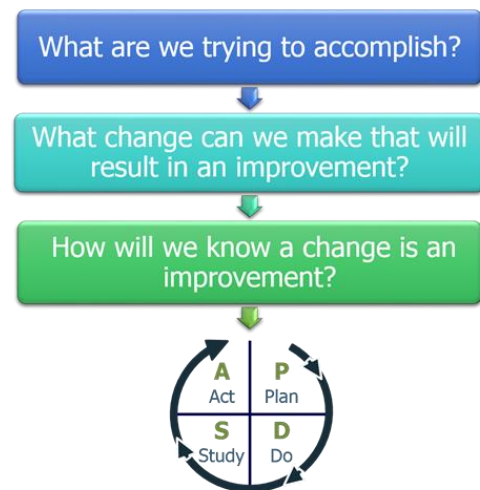 What are we trying to accomplish?
What change can we make that will
result in an improvement?
How will we know a change is an
improvement?
A P
Act Plan
S D
Study Do